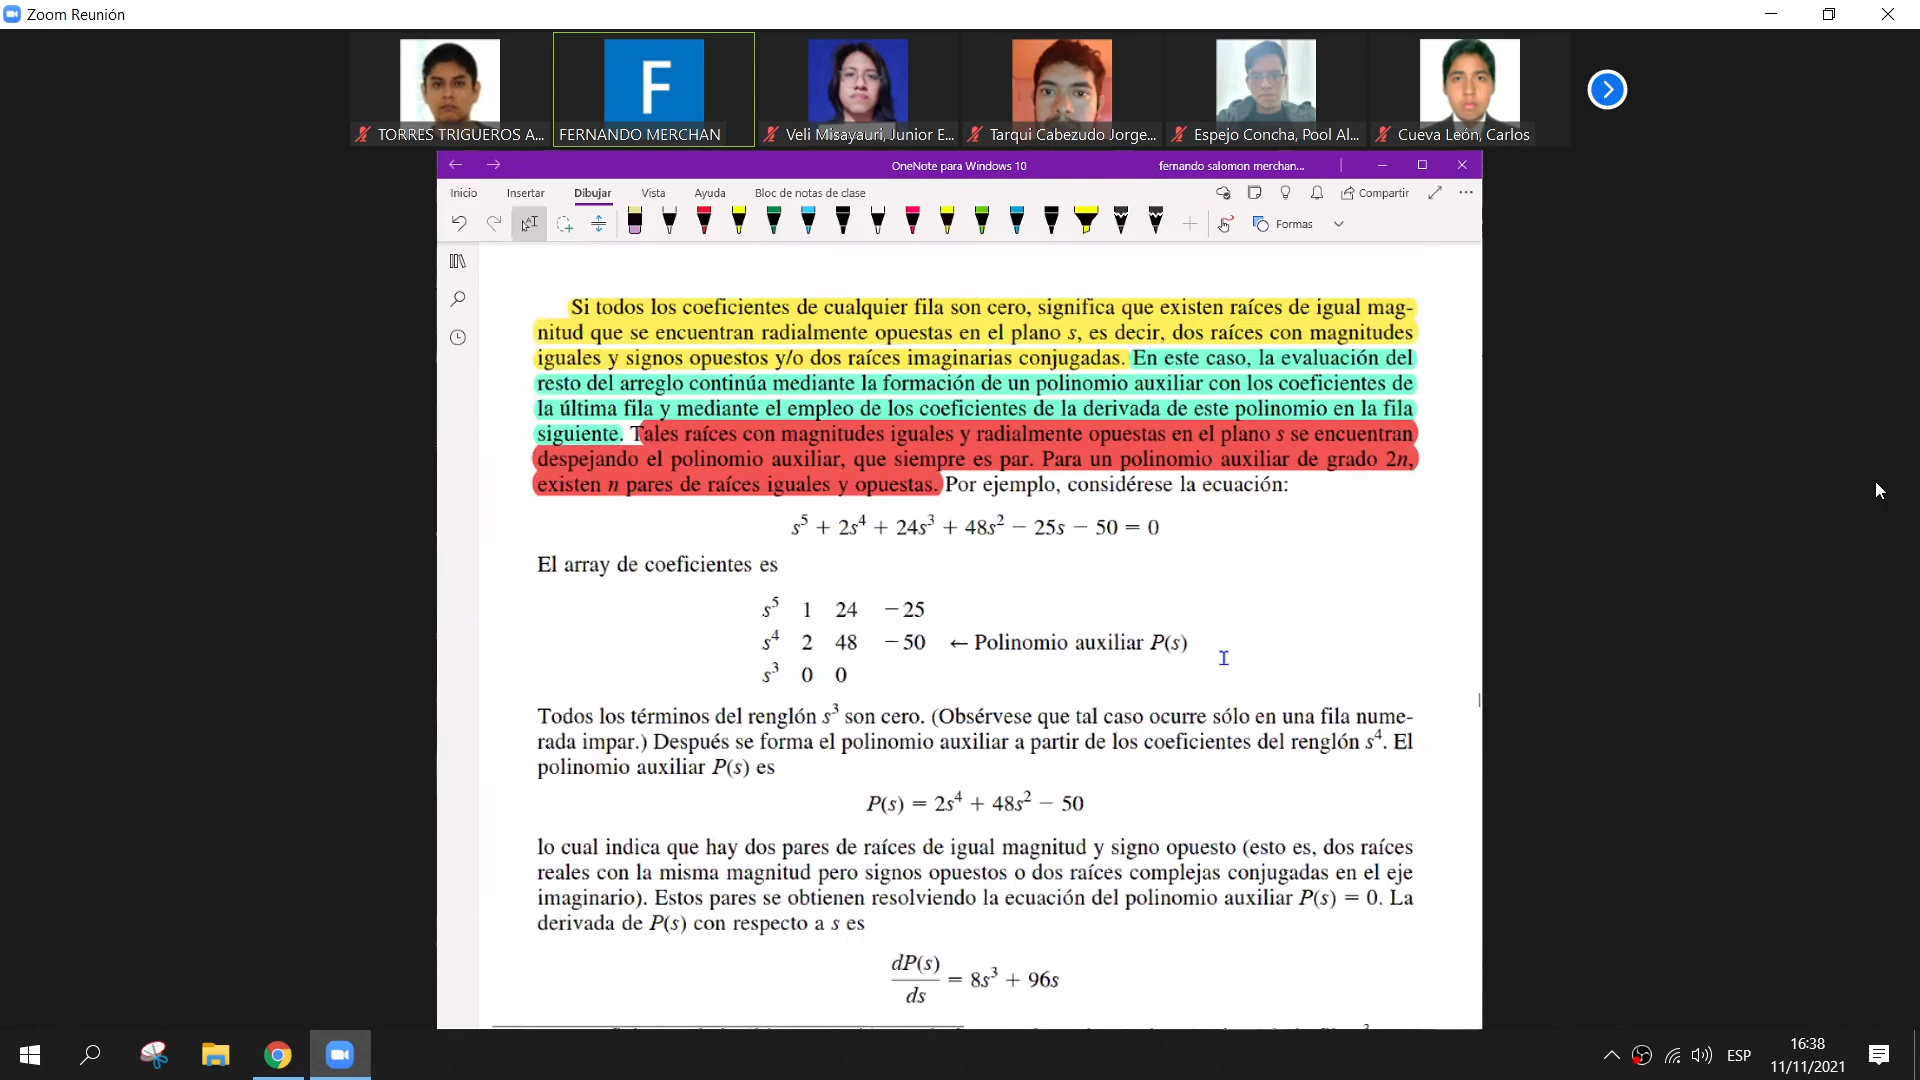 Zoom Reunión
F
TORRES TRIGUEROS A...
FERNANDO MERCHAN
Veli Misayauri, Junior E...
Tarqui Cabezudo Jorge...
Espejo Concha, Pool Al...
Cueva León, Carlos
OneNote para Windows 10
fernando salomon merchan...
Inicio Insertar Dibujar Vista Ayuda Bloc de notas de clase
Compartir
Formas
Si todos los coeficientes de cualquier fila son cero, significa que existen raíces de igual mag-
nitud que se encuentran radialmente opuestas en el plano s, es decir, dos raíces con magnitudes
iguales y signos opuestos y/o dos raíces imaginarias conjugadas. En este caso, la evaluación del
resto del arreglo continúa mediante la formación de un polinomio auxiliar con los coeficientes de
la última fila y mediante el empleo de los coeficientes de la derivada de este polinomio en la fila
siguiente. Tales raíces con magnitudes iguales y radialmente opuestas en el plano s se encuentran
despejando el polinomio auxiliar, que siempre es par. Para un polinomio auxiliar de grado 2n,
existen n pares de raíces iguales y opuestas. Por ejemplo, considérese la ecuación:
s⁵ + 2s⁴ + 24s³ + 48s² − 25s − 50 = 0
El array de coeficientes es
s⁵ 1 24 −25
s⁴ 2 48 −50 ← Polinomio auxiliar P(s)
s³ 0 0
Todos los términos del renglón s³ son cero. (Obsérvese que tal caso ocurre sólo en una fila nume-
rada impar.) Después se forma el polinomio auxiliar a partir de los coeficientes del renglón s⁴. El
polinomio auxiliar P(s) es
P(s) = 2s⁴ + 48s² − 50
lo cual indica que hay dos pares de raíces de igual magnitud y signo opuesto (esto es, dos raíces
reales con la misma magnitud pero signos opuestos o dos raíces complejas conjugadas en el eje
imaginario). Estos pares se obtienen resolviendo la ecuación del polinomio auxiliar P(s) = 0. La
derivada de P(s) con respecto a s es
dP(s)
ds
= 8s³ + 96s
ESP
16:38
11/11/2021